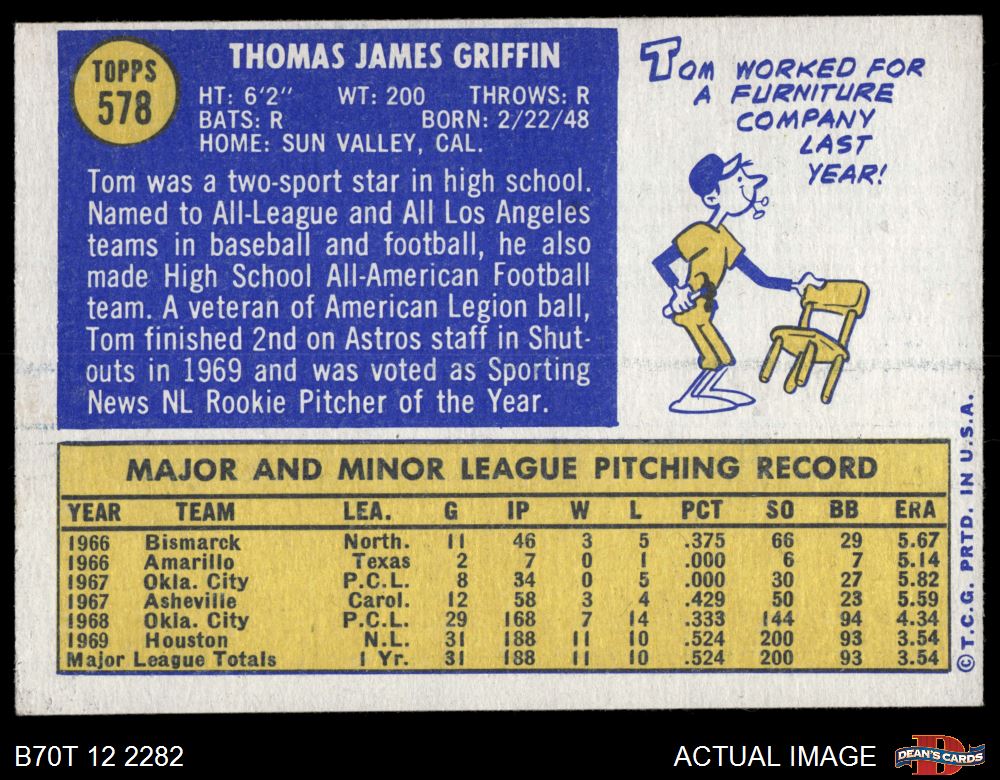 TOPPS
578
THOMAS JAMES GRIFFIN
HT: 6'2" WT: 200 THROWS: R
BATS: R BORN: 2/22/48
HOME: SUN VALLEY, CAL.
Tom was a two-sport star in high school.
Named to All-League and All Los Angeles
teams in baseball and football, he also
made High School All-American Football
team. A veteran of American Legion ball,
Tom finished 2nd on Astros staff in Shut-
outs in 1969 and was voted as Sporting
News NL Rookie Pitcher of the Year.
TOM WORKED FOR
A FURNITURE
COMPANY
LAST
YEAR!
MAJOR AND MINOR LEAGUE PITCHING RECORD
YEAR TEAM LEA. G IP W L PCT SO BB ERA
1966 Bismarck North. 11 46 3 5 .375 66 29 5.67
1966 Amarillo Texas 2 7 0 1 .000 6 7 5.14
1967 Okla. City P.C.L. 8 34 0 5 .000 30 27 5.82
1967 Asheville Carol. 12 58 3 4 .429 50 23 5.59
1968 Okla. City P.C.L. 29 168 7 14 .333 144 94 4.34
1969 Houston N.L. 31 188 11 10 .524 200 93 3.54
Major League Totals 1 Yr. 31 188 11 10 .524 200 93 3.54
© T.C.G. PRTD. IN U.S.A.
B70T 12 2282
ACTUAL IMAGE
DEAN'S CARDS